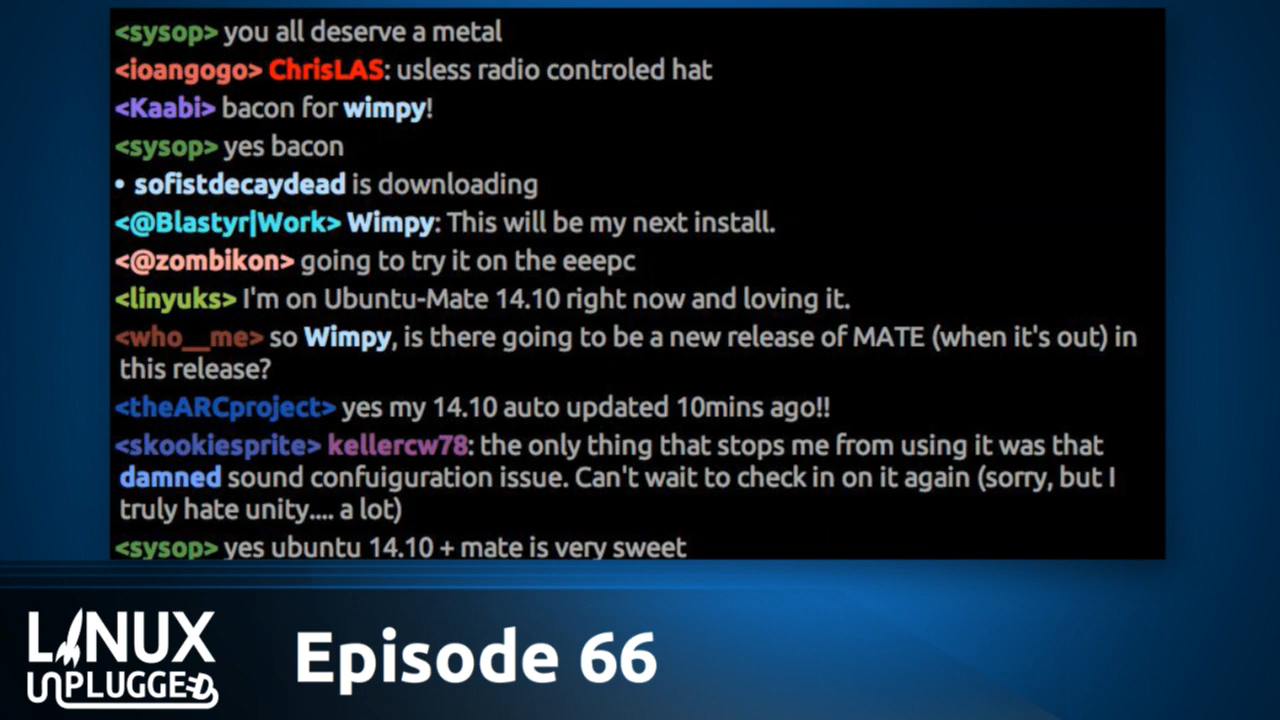 <sysop> you all deserve a metal
<ioangogo> ChrisLAS: usless radio controled hat
<Kaabi> bacon for wimpy!
<sysop> yes bacon
• sofistdecaydead is downloading
<@Blastyr|Work> Wimpy: This will be my next install.
<@zombikon> going to try it on the eeepc
<linyuks> I'm on Ubuntu-Mate 14.10 right now and loving it.
<who__me> so Wimpy, is there going to be a new release of MATE (when it's out) in
this release?
<theARCproject> yes my 14.10 auto updated 10mins ago!!
<skookiesprite> kellercw78: the only thing that stops me from using it was that
damned sound confuiguration issue. Can't wait to check in on it again (sorry, but I
truly hate unity.... a lot)
<sysop> yes ubuntu 14.10 + mate is very sweet
LINUX
UNPLUGGED
Episode 66